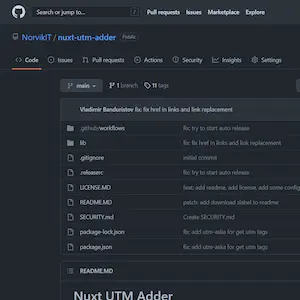 Search or jump to... / Pull requests Issues Marketplace Explore
NorvikIT / nuxt-utm-adder Public
Code Issues Pull requests Actions Security Insights Settings
main 1 branch 11 tags
Vladimir Banduristov fix: fix href in links and link replacement
.github/workflows fix: try to start auto release
lib fix: fix href in links and link replacement
.gitignore initial commit
.releaserc fix: try to start auto release
LICENSE.MD feat: add readme, add license, add some config
README.MD patch: add download zlabel to readme
SECURITY.md Create SECURITY.md
package-lock.json fix: add utm-aska for get utm tags
package.json fix: add utm-aska for get utm tags
README.MD
Nuxt UTM Adder